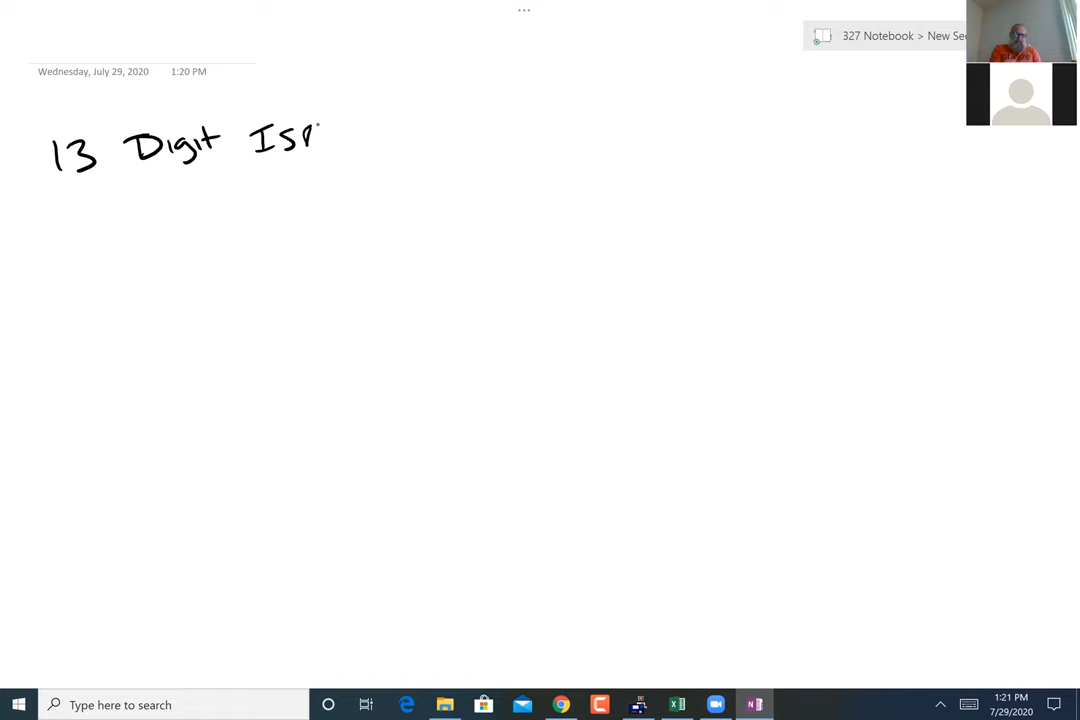 327 Notebook > New Sec
Wednesday, July 29, 2020 1:20 PM
13 Digit Is
Type here to search
1:21 PM
7/29/2020